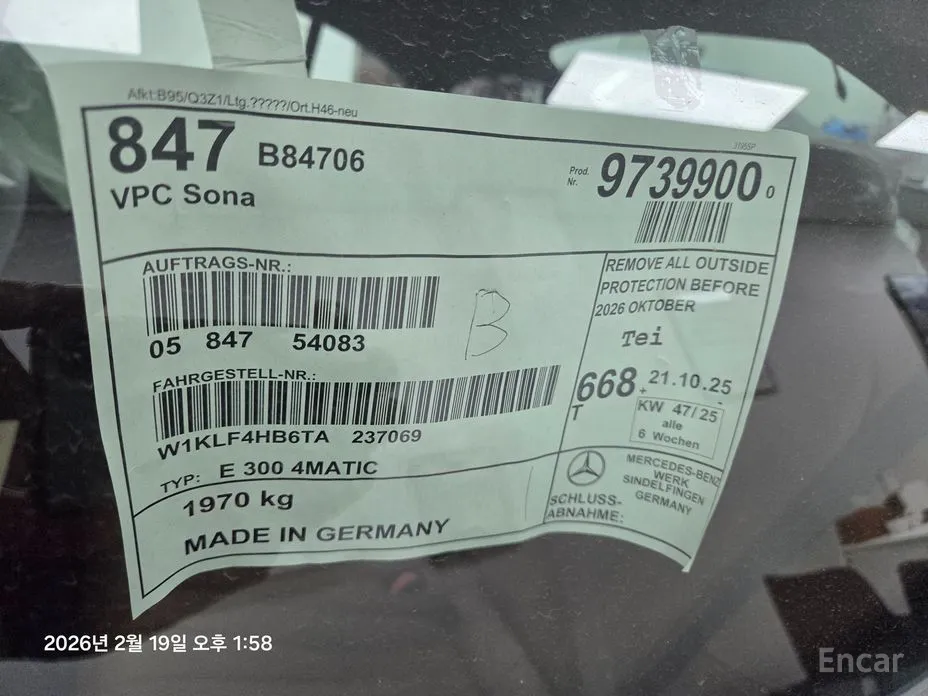 Afkt:B95/Q3Z1/Ltg.?????/Ort.H46-neu
847 B84706
VPC Sona
3195SP
Prod. Nr. 9739900 0
AUFTRAGS-NR.:
05 847 54083
B
FAHRGESTELL-NR.:
W1KLF4HB6TA 237069
TYP: E 300 4MATIC
1970 kg
MADE IN GERMANY
REMOVE ALL OUTSIDE
PROTECTION BEFORE
2026 OKTOBER
Tei
668 + 21.10.25
T
KW 47/25
alle
6 Wochen
MERCEDES-BENZ
WERK
SINDELFINGEN
GERMANY
SCHLUSS-
ABNAHME:
2026년 2월 19일 오후 1:58
Encar